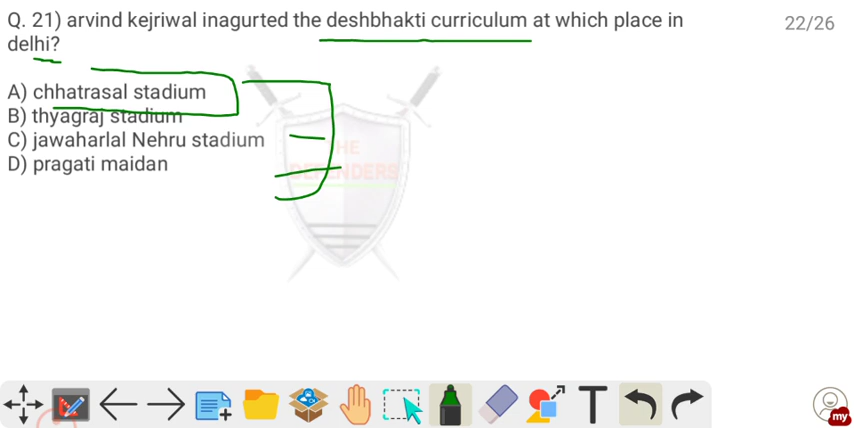 Q. 21) arvind kejriwal inagurted the deshbhakti curriculum at which place in
delhi?
22/26
A) chhatrasal stadium
B) thyagraj stadium
C) jawaharlal Nehru stadium
D) pragati maidan
THE
DEFENDERS
T
my